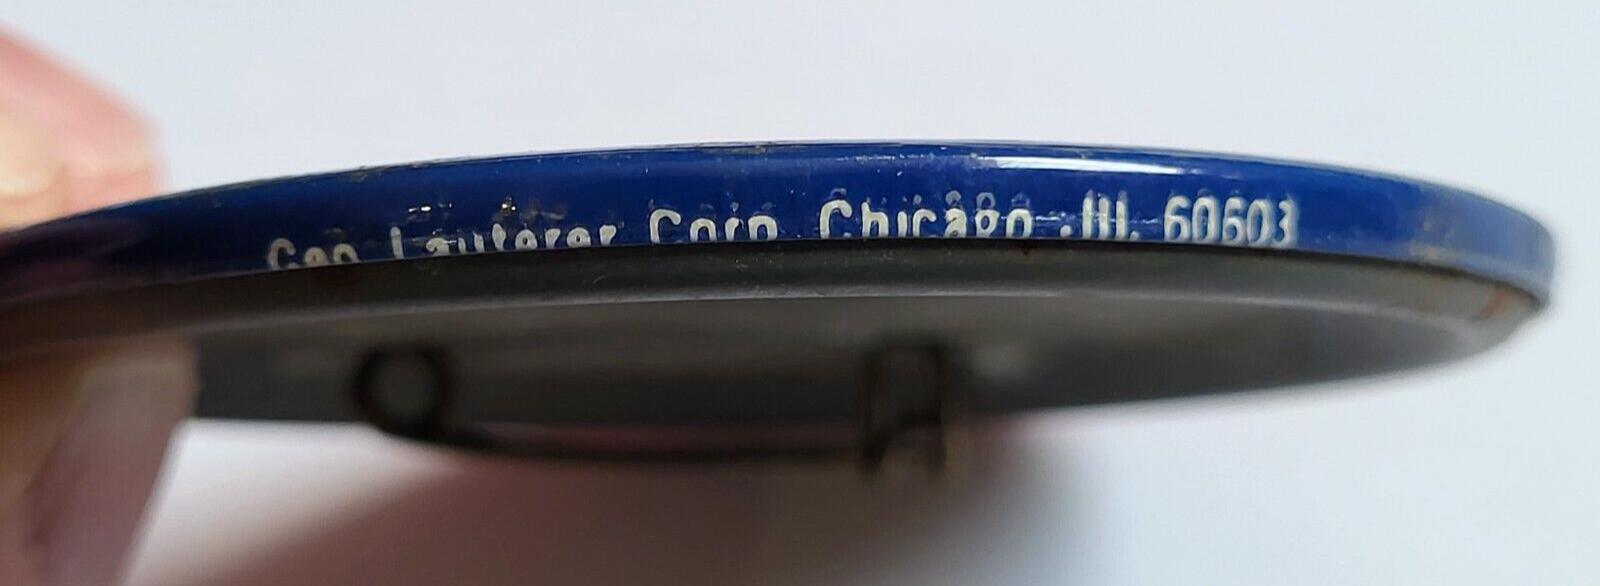 Geo Lauterer Corp. Chicago .Ill. 60603